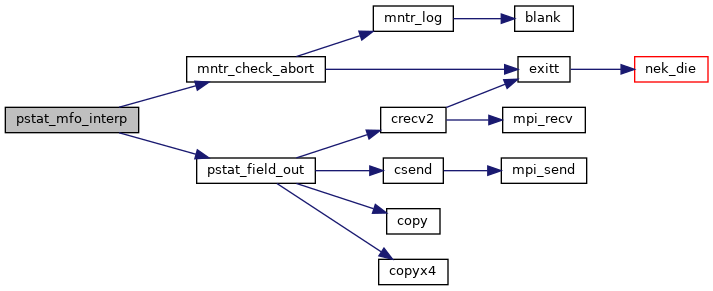 mntr_log
blank
mntr_check_abort
exitt
nek_die
pstat_mfo_interp
crecv2
mpi_recv
pstat_field_out
csend
mpi_send
copy
copyx4